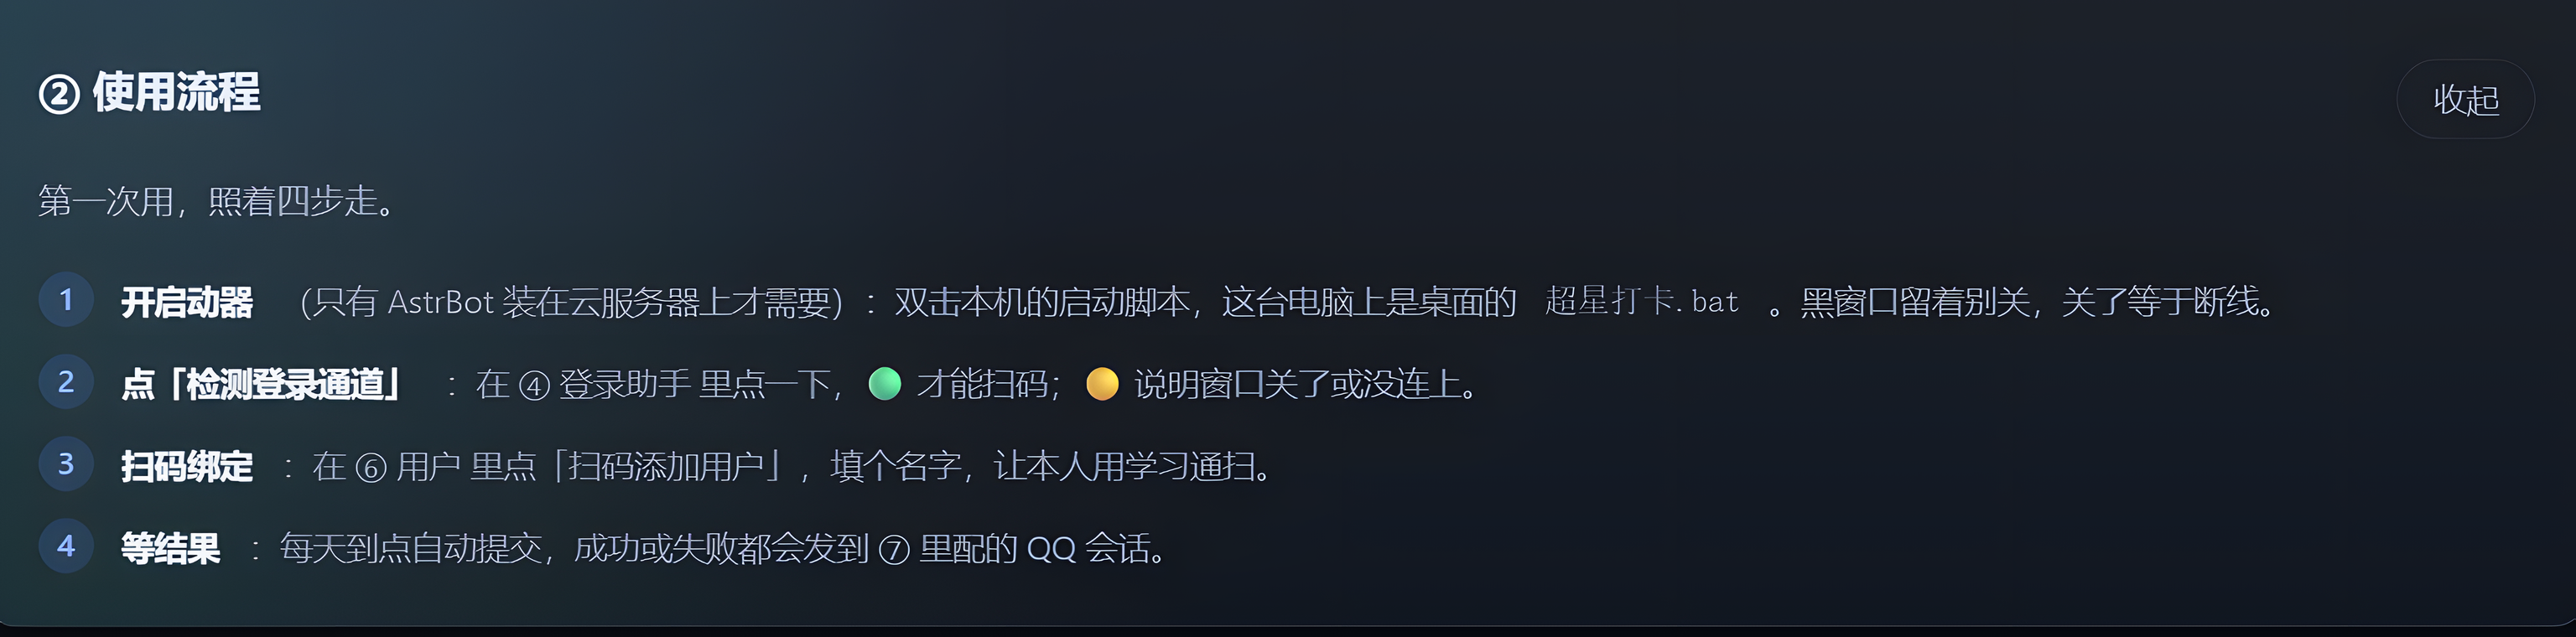 ② 使用流程
收起
第一次用，照着四步走。
1 开启动器 (只有 AstrBot 装在云服务器上才需要) ：双击本机的启动脚本，这台电脑上是桌面的 超星打卡.bat 。黑窗口留着别关，关了等于断线。
2 点「检测登录通道」 ：在 ④ 登录助手 里点一下，🟢 才能扫码；🟡 说明窗口关了或没连上。
3 扫码绑定 ：在 ⑥ 用户 里点「扫码添加用户」，填个名字，让本人用学习通扫。
4 等结果 ：每天到点自动提交，成功或失败都会发到 ⑦ 里配的 QQ 会话。